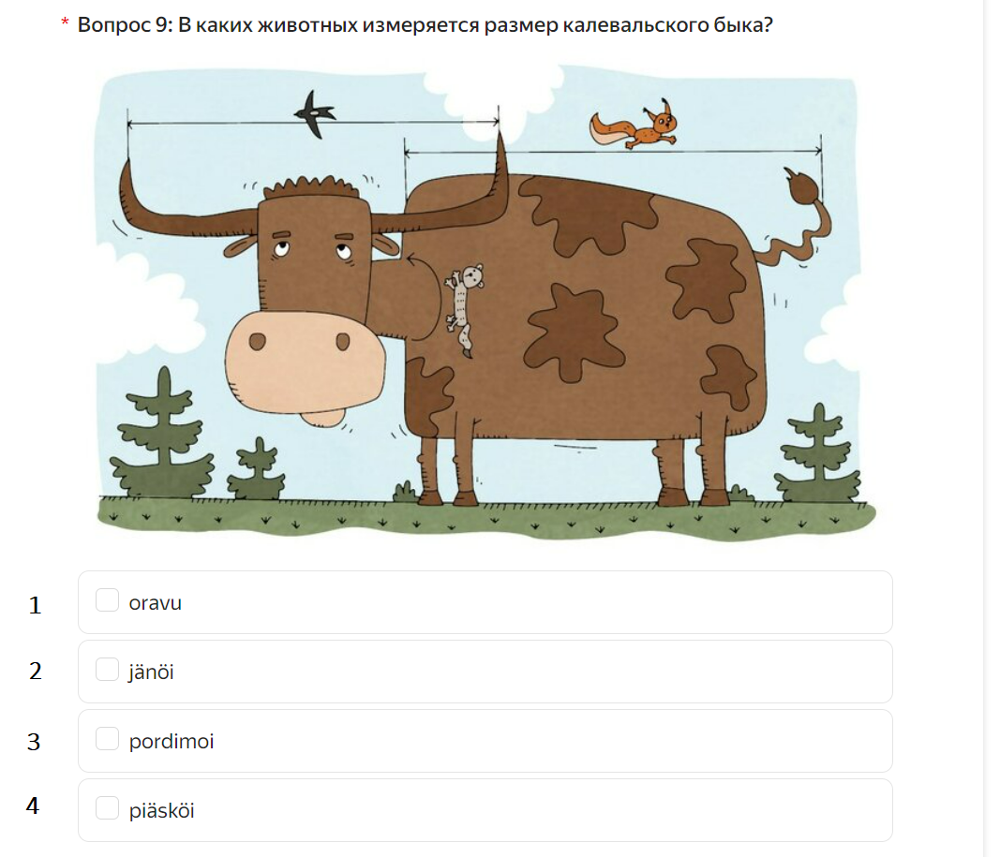 * Вопрос 9: В каких животных измеряется размер калевальского быка?
1 oravu
2 jänöi
3 pordimoi
4 piäsköi